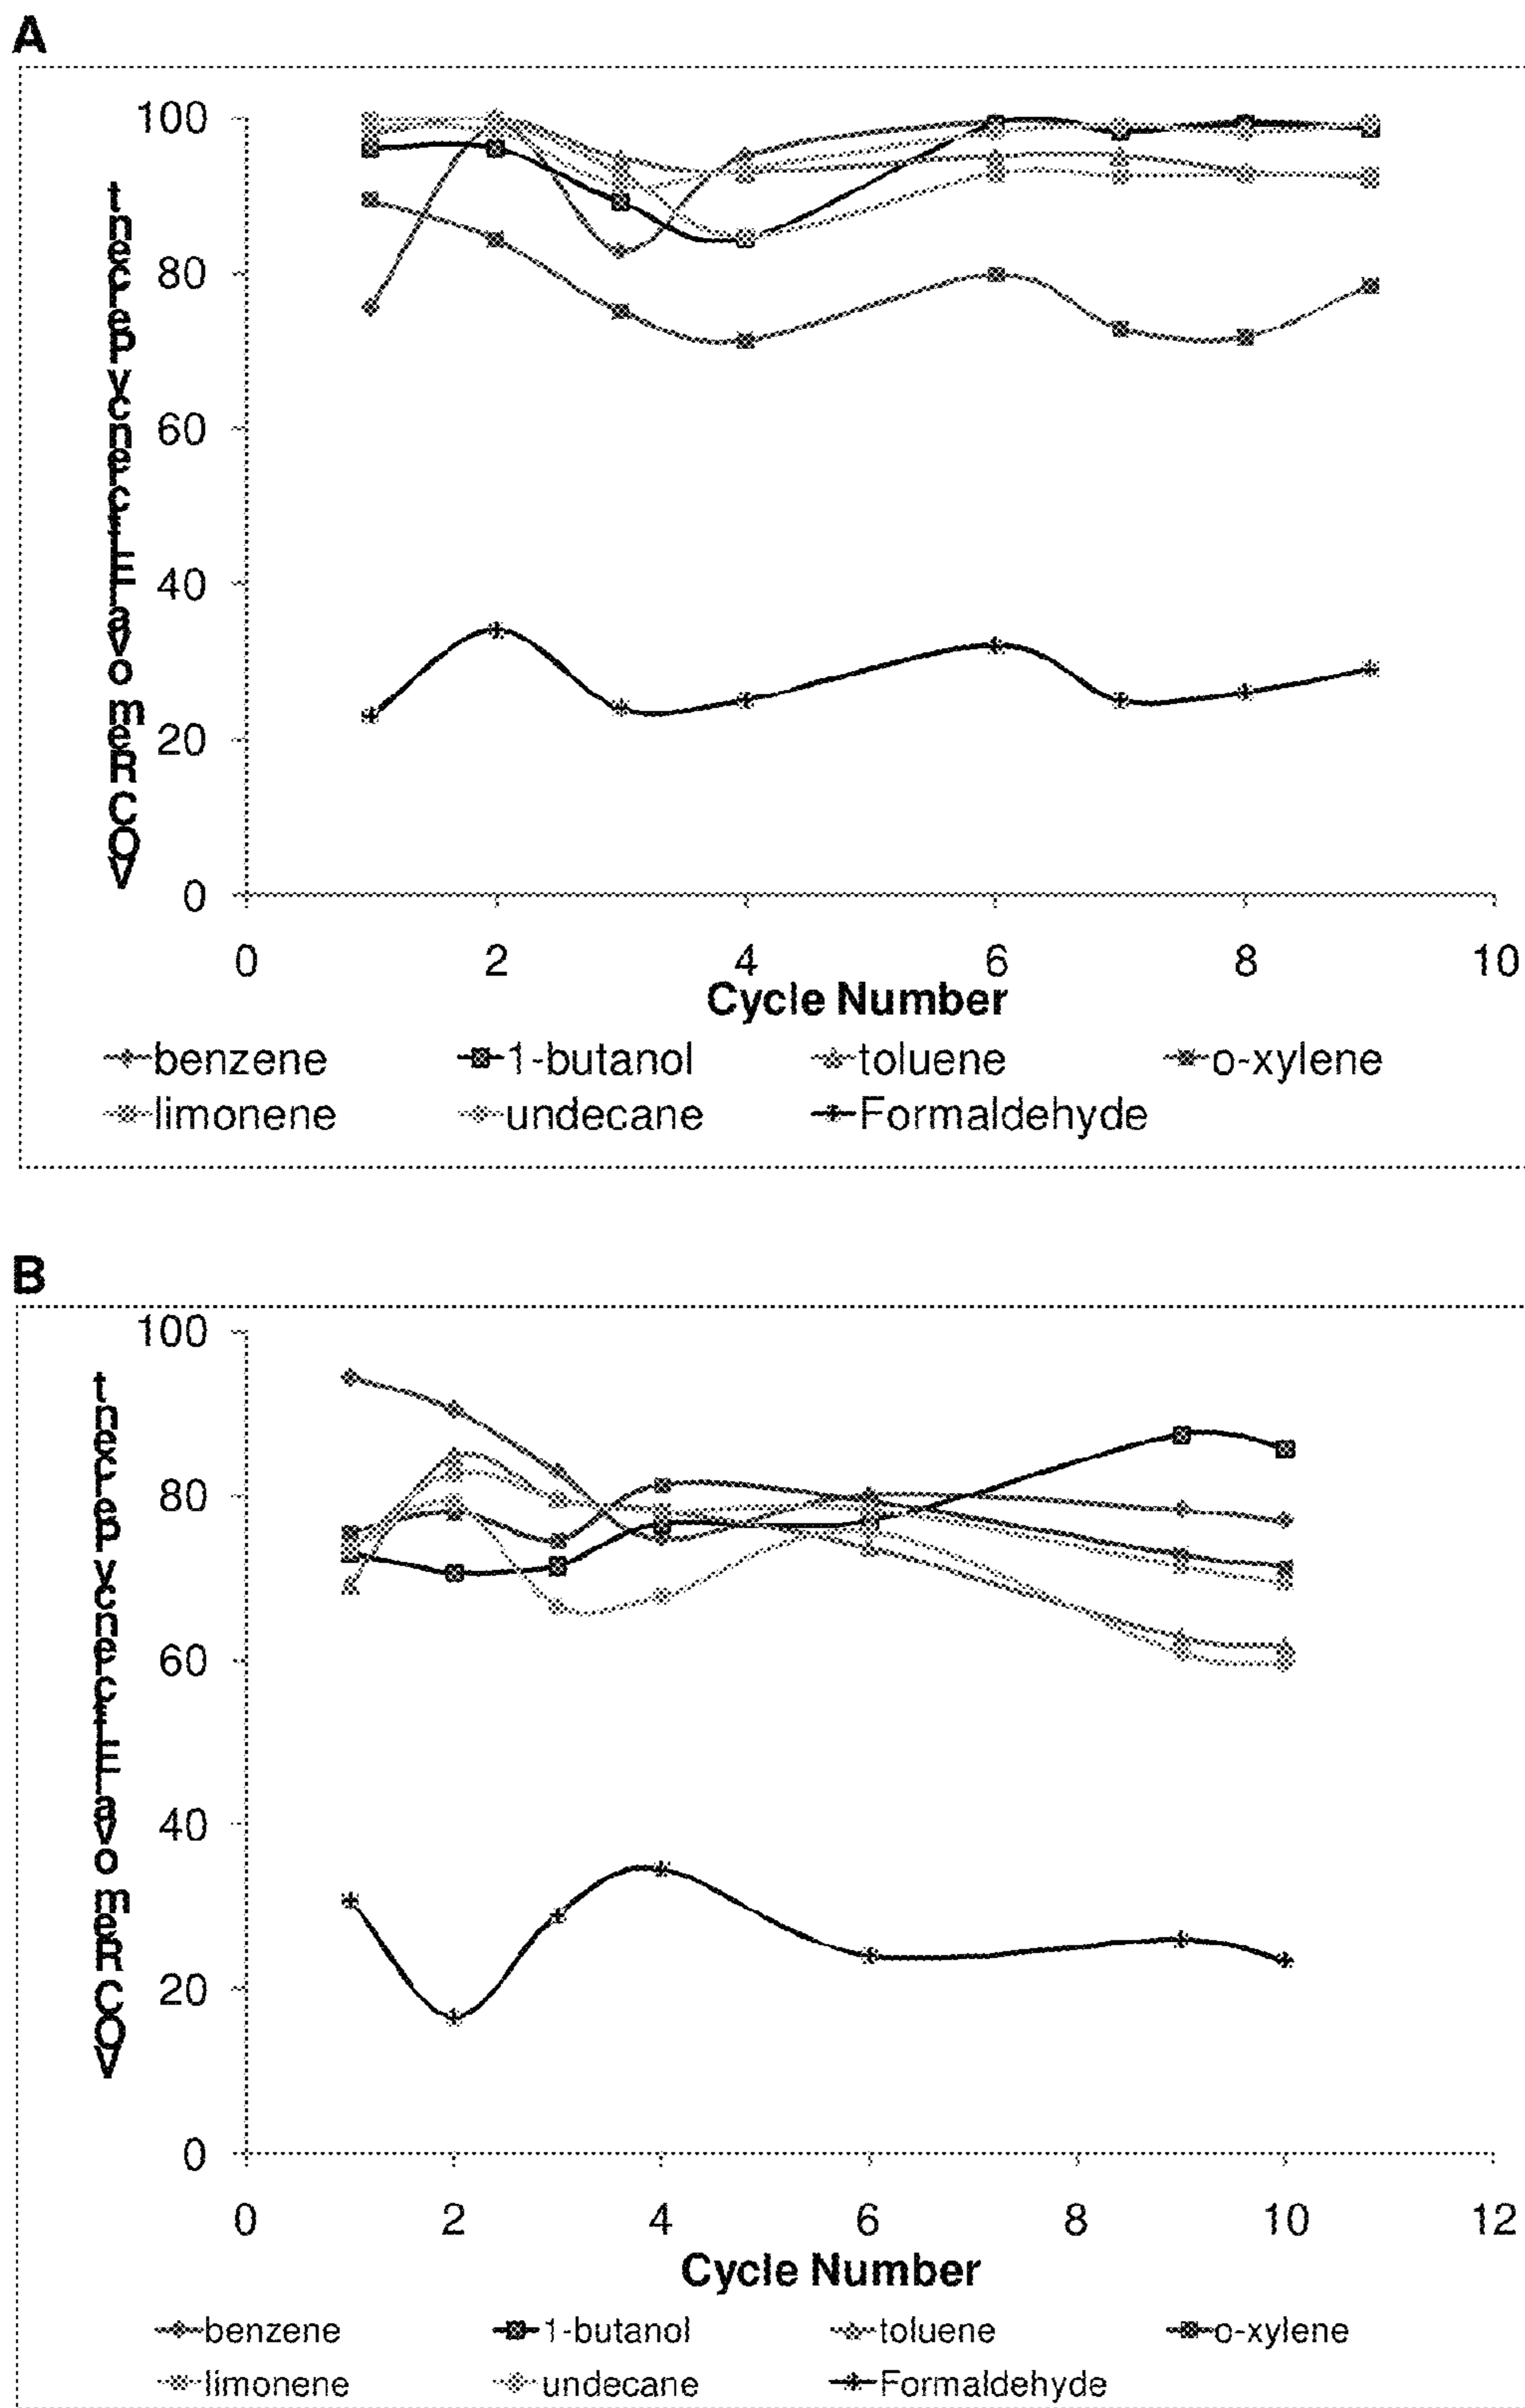 A
VOC Removal Efficiency, Percent
100
80
60
40
20
0
0 2 4 6 8 10
Cycle Number
benzene 1-butanol toluene o-xylene
limonene undecane Formaldehyde
B
VOC Removal Efficiency, Percent
100
80
60
40
20
0
0 2 4 6 8 10 12
Cycle Number
benzene 1-butanol toluene o-xylene
limonene undecane Formaldehyde